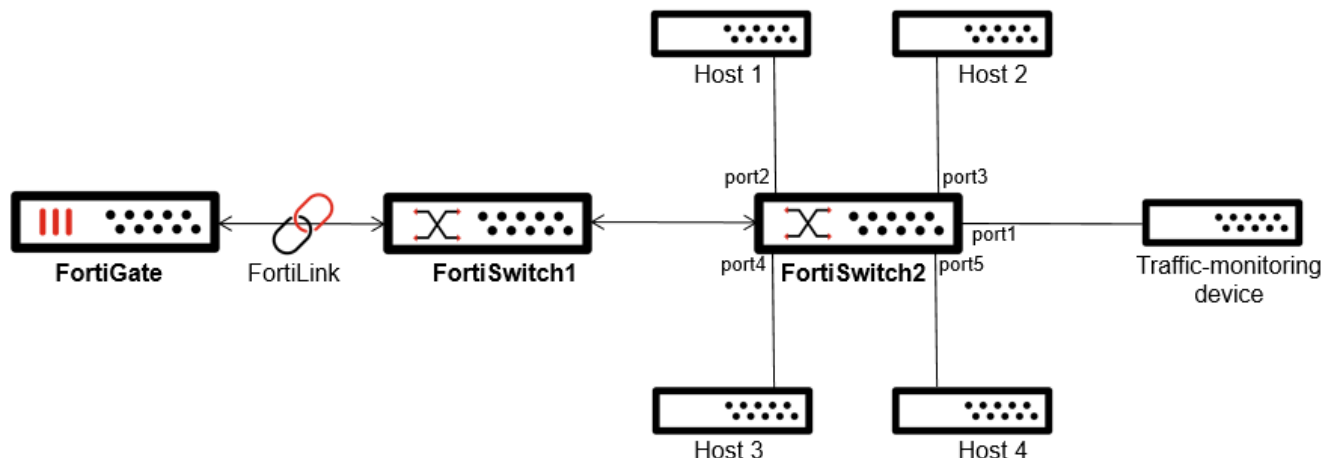 Host 1
Host 2
port2
port3
FortiGate
FortiLink
FortiSwitch1
port4
FortiSwitch2
port5
port1
Traffic-monitoring
device
Host 3
Host 4